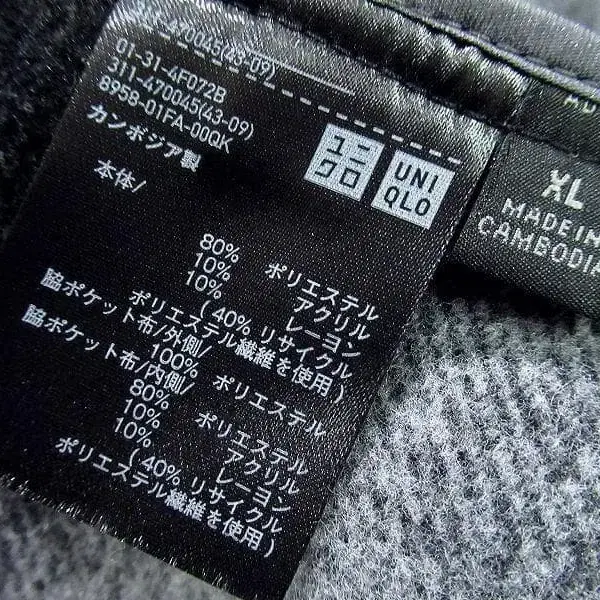 311-470045(43-09)
01-31-4F072B
311-470045(43-09)
8958-01FA-00QK
カンボジア製
ユニ
クロ
UNI
QLO
本体/
80% ポリエステル
10% アクリル
10% レーヨン
( 40% リサイクル
ポリエステル繊維を使用 )
脇ポケット布/外側/
100% ポリエステル
脇ポケット布/内側/
80% ポリエステル
10% アクリル
10% レーヨン
( 40% リサイクル
ポリエステル繊維を使用 )
XL
MADE IN
CAMBODIA